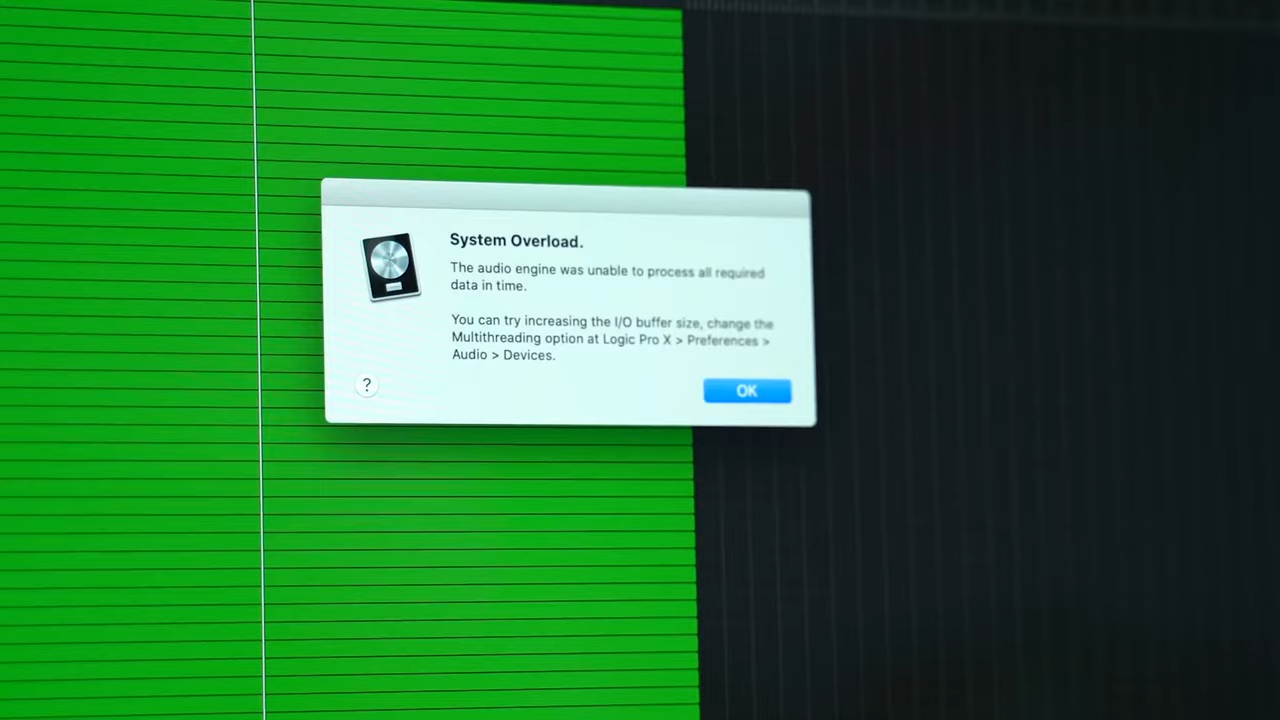 System Overload.
The audio engine was unable to process all required
data in time.
You can try increasing the I/O buffer size, change the
Multithreading option at Logic Pro X > Preferences >
Audio > Devices.
?
OK